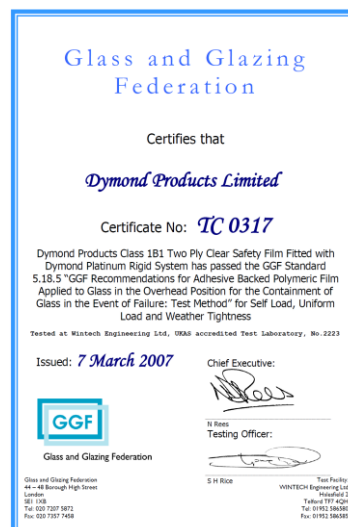 Glass and Glazing
Federation
Certifies that
Dymond Products Limited
Certificate No: TC 0317
Dymond Products Class 1B1 Two Ply Clear Safety Film Fitted with
Dymond Platinum Rigid System has passed the GGF Standard
5.18.5 “GGF Recommendations for Adhesive Backed Polymeric Film
Applied to Glass in the Overhead Position for the Containment of
Glass in the Event of Failure: Test Method” for Self Load, Uniform
Load and Weather Tightness
Tested at Wintech Engineering Ltd, UKAS accredited Test Laboratory, No.2223
Issued: 7 March 2007
Chief Executive:
N Rees
Testing Officer:
GGF
Glass and Glazing Federation
S H Rice
Glass and Glazing Federation
44 – 48 Borough High Street
London
SE1 1XB
Tel: 020 7207 5872
Fax: 020 7357 7458
Test Facility:
WINTECH Engineering Ltd
Holesfield 2
Telford TF7 4QH
Tel: 01952 586580
Fax: 01952 586585